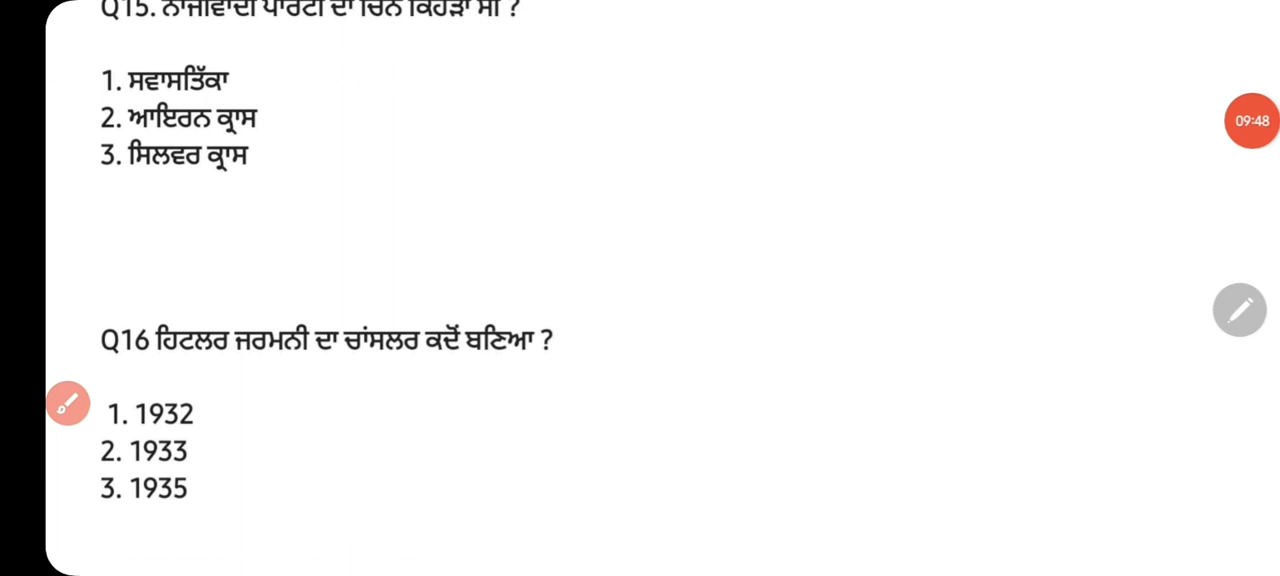 Q15. ਨਾਜੀਵਾਦੀ ਪਾਰਟੀ ਦਾ ਚਿੰਨ ਕਿਹੜਾ ਸੀ ?
1. ਸਵਾਸਤਿੱਕਾ
2. ਆਇਰਨ ਕ੍ਰਾਸ
3. ਸਿਲਵਰ ਕ੍ਰਾਸ
09:48
Q16 ਹਿਟਲਰ ਜਰਮਨੀ ਦਾ ਚਾਂਸਲਰ ਕਦੋਂ ਬਣਿਆ ?
1. 1932
2. 1933
3. 1935